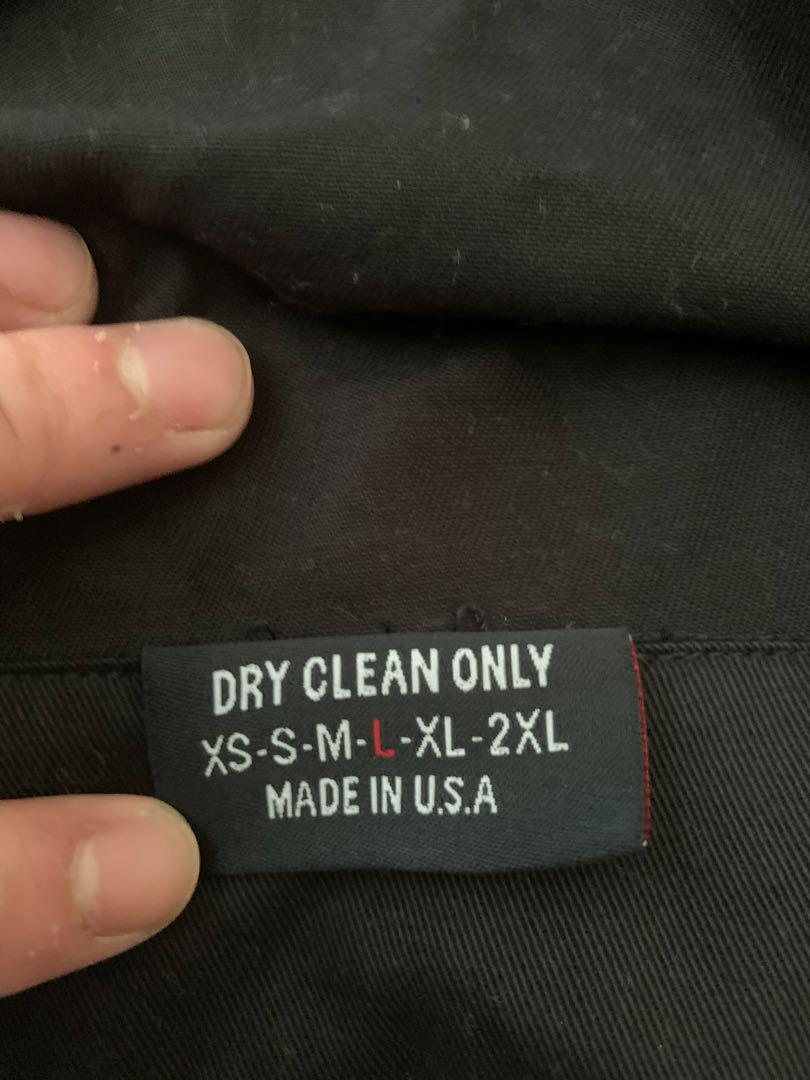 DRY CLEAN ONLY
XS-S-M-L-XL-2XL
MADE IN U.S.A